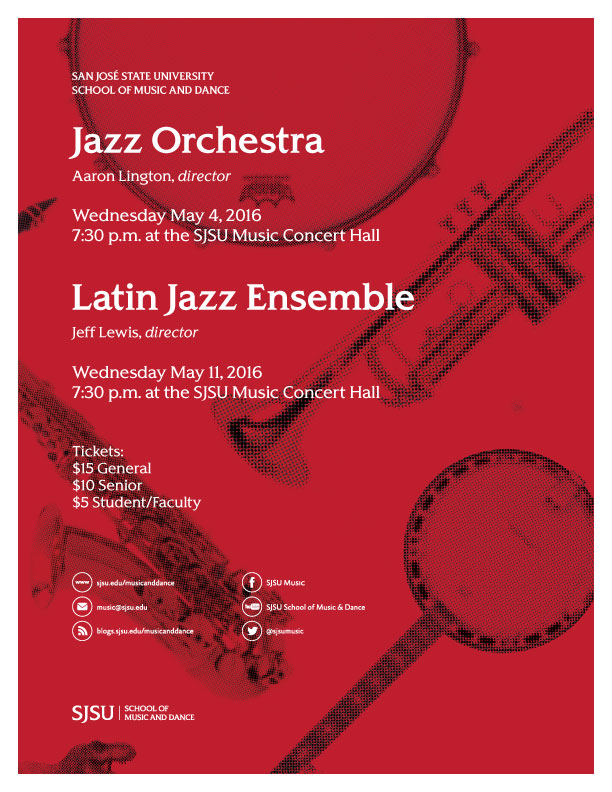 SAN JOSÉ STATE UNIVERSITY
SCHOOL OF MUSIC AND DANCE
Jazz Orchestra
Aaron Lington, director
Wednesday May 4, 2016
7:30 p.m. at the SJSU Music Concert Hall
Latin Jazz Ensemble
Jeff Lewis, director
Wednesday May 11, 2016
7:30 p.m. at the SJSU Music Concert Hall
Tickets:
$15 General
$10 Senior
$5 Student/Faculty
www sjsu.edu/musicanddance
f SJSU Music
music@sjsu.edu
YouTube SJSU School of Music & Dance
blogs.sjsu.edu/musicanddance
@sjsumusic
SJSU | SCHOOL OF
MUSIC AND DANCE